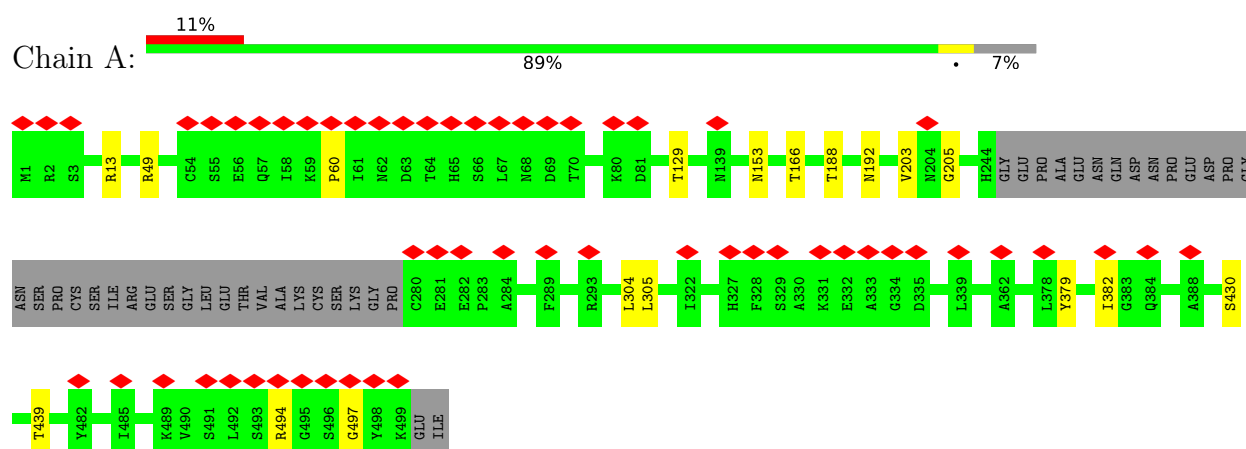 11%
Chain A:
89%
•
7%
M1 R2 S3 R13 R49 C54 S55 E56 Q57 I58 K59 P60 I61 N62 D63 T64 H65 S66 L67 N68 D69 T70 K80 D81 T129 N139 N153 T166 T188 N192 V203 N204 G205 H244 GLY GLU PRO ALA GLU ASN GLN ASP ASN PRO GLU ASP PRO GLY
ASN SER PRO CYS SER ILE ARG GLU SER GLY LEU GLU THR VAL ALA LYS CYS SER LYS GLY PRO C280 E281 E282 P283 A284 F289 R293 L304 L305 I322 H327 F328 S329 A330 K331 E332 A333 G334 D335 L339 A362 L378 Y379 I382 G383 Q384 A388 S430
T439 Y482 I485 K489 V490 S491 L492 S493 R494 G495 S496 G497 Y498 K499 GLU ILE